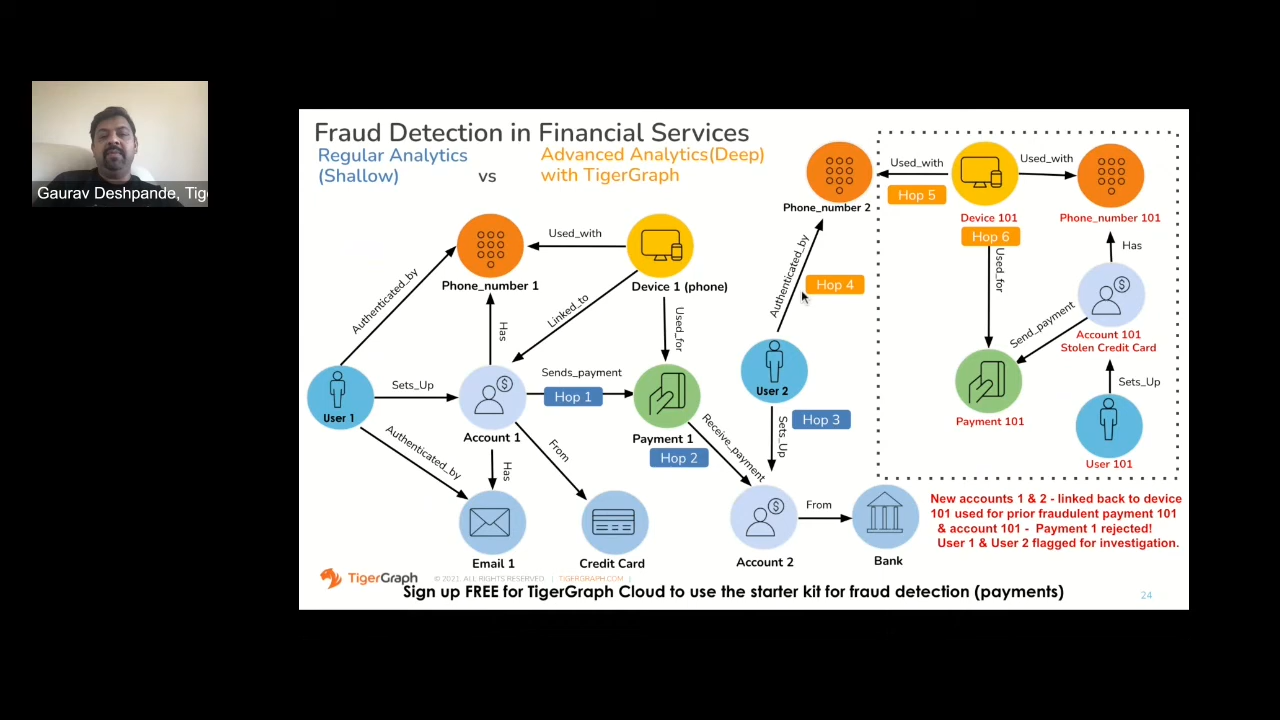 Gaurav Deshpande, Tig
Fraud Detection in Financial Services
Regular Analytics
(Shallow)
vs
Advanced Analytics(Deep)
with TigerGraph
Phone_number 1
Used_with
Device 1 (phone)
Authenticated_by
Has
Linked_to
Used_for
User 1
Sets_Up
Account 1
Sends_payment
Hop 1
Payment 1
Hop 2
Authenticated_by
Has
From
Receive_payment
Email 1
Credit Card
Phone_number 2
Authenticated_by
Hop 4
User 2
Sets_Up
Hop 3
Account 2
From
Bank
Used_with
Hop 5
Device 101
Hop 6
Used_with
Phone_number 101
Has
Used_for
Send_payment
Account 101
Stolen Credit Card
Payment 101
Sets_Up
User 101
New accounts 1 & 2 - linked back to device
101 used for prior fraudulent payment 101
& account 101 - Payment 1 rejected!
User 1 & User 2 flagged for investigation.
TigerGraph
© 2021. ALL RIGHTS RESERVED. | TIGERGRAPH.COM |
Sign up FREE for TigerGraph Cloud to use the starter kit for fraud detection (payments)
24